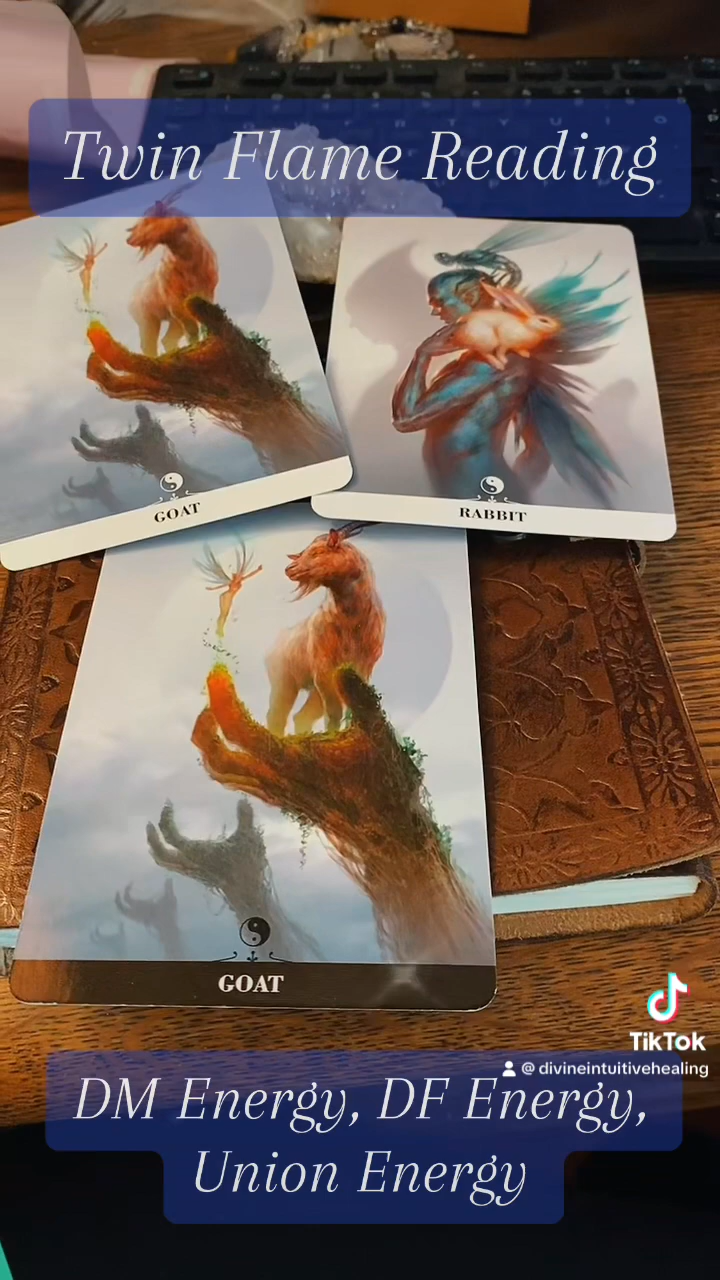 Twin Flame Reading
GOAT
RABBIT
GOAT
TikTok
@divineintuitivehealing
DM Energy, DF Energy,
Union Energy